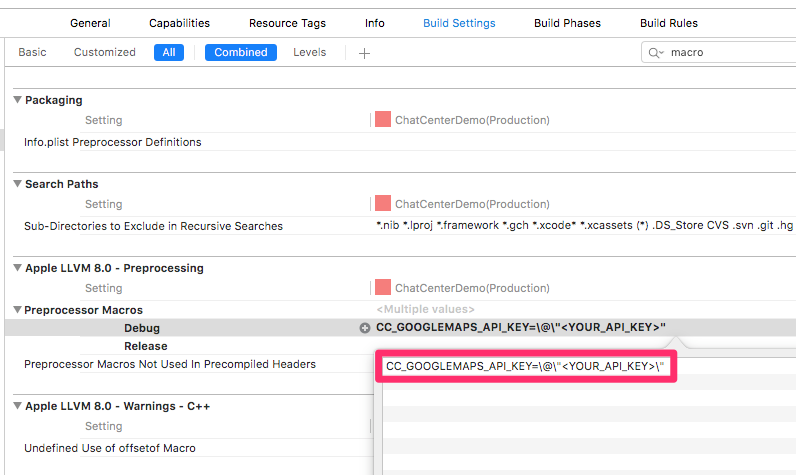 General Capabilities Resource Tags Info Build Settings Build Phases Build Rules
Basic Customized All Combined Levels + macro
Packaging
Setting ChatCenterDemo(Production)
Info.plist Preprocessor Definitions
Search Paths
Setting ChatCenterDemo(Production)
Sub-Directories to Exclude in Recursive Searches *.nib *.lproj *.framework *.gch *.xcode* *.xcassets (*) .DS_Store CVS .svn .git .hg
Apple LLVM 8.0 - Preprocessing
Setting ChatCenterDemo(Production)
Preprocessor Macros <Multiple values>
Debug CC_GOOGLEMAPS_API_KEY=\@\"<YOUR_API_KEY>"
Release
Preprocessor Macros Not Used In Precompiled Headers CC_GOOGLEMAPS_API_KEY=\@\"<YOUR_API_KEY>\"
Apple LLVM 8.0 - Warnings - C++
Setting
Undefined Use of offsetof Macro